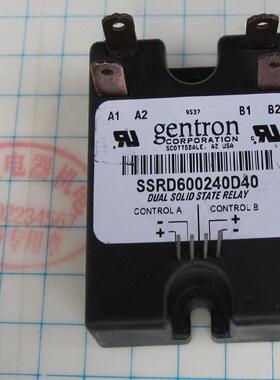 9537
A1 A2 B1 B2
gentron
CORPORATION
SCOTTSDALE, AZ USA
SSRD600240D40
DUAL SOLID STATE RELAY
CONTROL A CONTROL B
- +
+ -